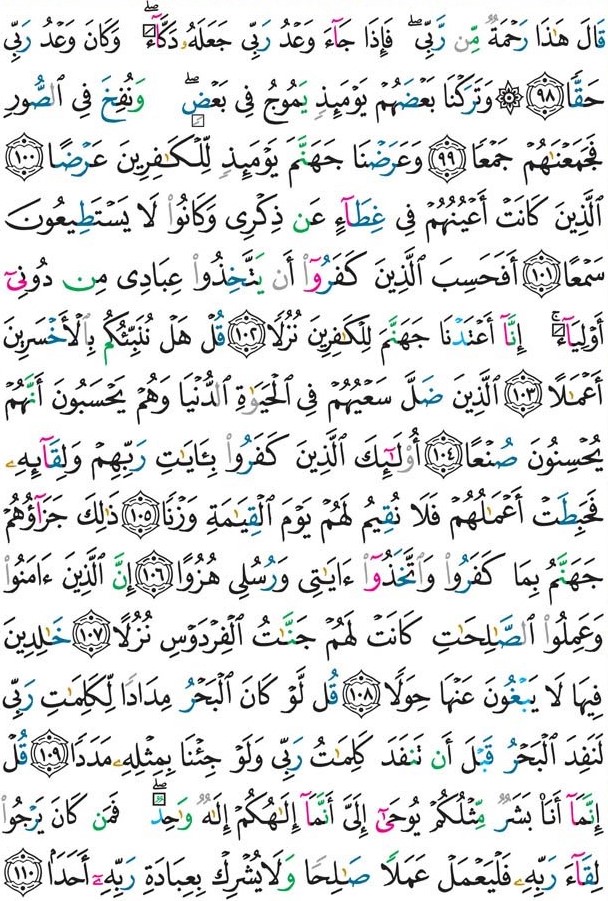 قَالَ هَٰذَا رَحۡمَةٞ مِّن رَّبِّيۖ فَإِذَا جَآءَ وَعۡدُ رَبِّي جَعَلَهُۥ دَكَّآءَۖ وَكَانَ وَعۡدُ رَبِّي
حَقّٗا ٩٨ ۞ وَتَرَكۡنَا بَعۡضَهُمۡ يَوۡمَئِذٖ يَمُوجُ فِي بَعۡضٖۖ وَنُفِخَ فِي ٱلصُّورِ
فَجَمَعۡنَٰهُمۡ جَمۡعٗا ٩٩ وَعَرَضۡنَا جَهَنَّمَ يَوۡمَئِذٖ لِّلۡكَٰفِرِينَ عَرۡضًا ١٠٠
ٱلَّذِينَ كَانَتۡ أَعۡيُنُهُمۡ فِي غِطَآءٍ عَن ذِكۡرِي وَكَانُواْ لَا يَسۡتَطِيعُونَ
سَمۡعًا ١٠١ أَفَحَسِبَ ٱلَّذِينَ كَفَرُوٓاْ أَن يَتَّخِذُواْ عِبَادِي مِن دُونِيٓ
أَوۡلِيَآءَۚ إِنَّآ أَعۡتَدۡنَا جَهَنَّمَ لِلۡكَٰفِرِينَ نُزُلٗا ١٠٢ قُلۡ هَلۡ نُنَبِّئُكُم بِٱلۡأَخۡسَرِينَ
أَعۡمَٰلًا ١٠٣ ٱلَّذِينَ ضَلَّ سَعۡيُهُمۡ فِي ٱلۡحَيَوٰةِ ٱلدُّنۡيَا وَهُمۡ يَحۡسَبُونَ أَنَّهُمۡ
يُحۡسِنُونَ صُنۡعًا ١٠٤ أُوْلَٰٓئِكَ ٱلَّذِينَ كَفَرُواْ بِـَٔايَٰتِ رَبِّهِمۡ وَلِقَآئِهِۦ
فَحَبِطَتۡ أَعۡمَٰلُهُمۡ فَلَا نُقِيمُ لَهُمۡ يَوۡمَ ٱلۡقِيَٰمَةِ وَزۡنٗا ١٠٥ ذَٰلِكَ جَزَآؤُهُمۡ
جَهَنَّمُ بِمَا كَفَرُواْ وَٱتَّخَذُوٓاْ ءَايَٰتِي وَرُسُلِي هُزُوًا ١٠٦ إِنَّ ٱلَّذِينَ ءَامَنُواْ
وَعَمِلُواْ ٱلصَّٰلِحَٰتِ كَانَتۡ لَهُمۡ جَنَّٰتُ ٱلۡفِرۡدَوۡسِ نُزُلًا ١٠٧ خَٰلِدِينَ
فِيهَا لَا يَبۡغُونَ عَنۡهَا حِوَلٗا ١٠٨ قُل لَّوۡ كَانَ ٱلۡبَحۡرُ مِدَادٗا لِّكَلِمَٰتِ رَبِّي
لَنَفِدَ ٱلۡبَحۡرُ قَبۡلَ أَن تَنفَدَ كَلِمَٰتُ رَبِّي وَلَوۡ جِئۡنَا بِمِثۡلِهِۦ مَدَدٗا ١٠٩ قُلۡ
إِنَّمَآ أَنَا۠ بَشَرٞ مِّثۡلُكُمۡ يُوحَىٰٓ إِلَيَّ أَنَّمَآ إِلَٰهُكُمۡ إِلَٰهٞ وَٰحِدٞۖ فَمَن كَانَ يَرۡجُواْ
لِقَآءَ رَبِّهِۦ فَلۡيَعۡمَلۡ عَمَلٗا صَٰلِحٗا وَلَا يُشۡرِكۡ بِعِبَادَةِ رَبِّهِۦٓ أَحَدَۢا ١١٠